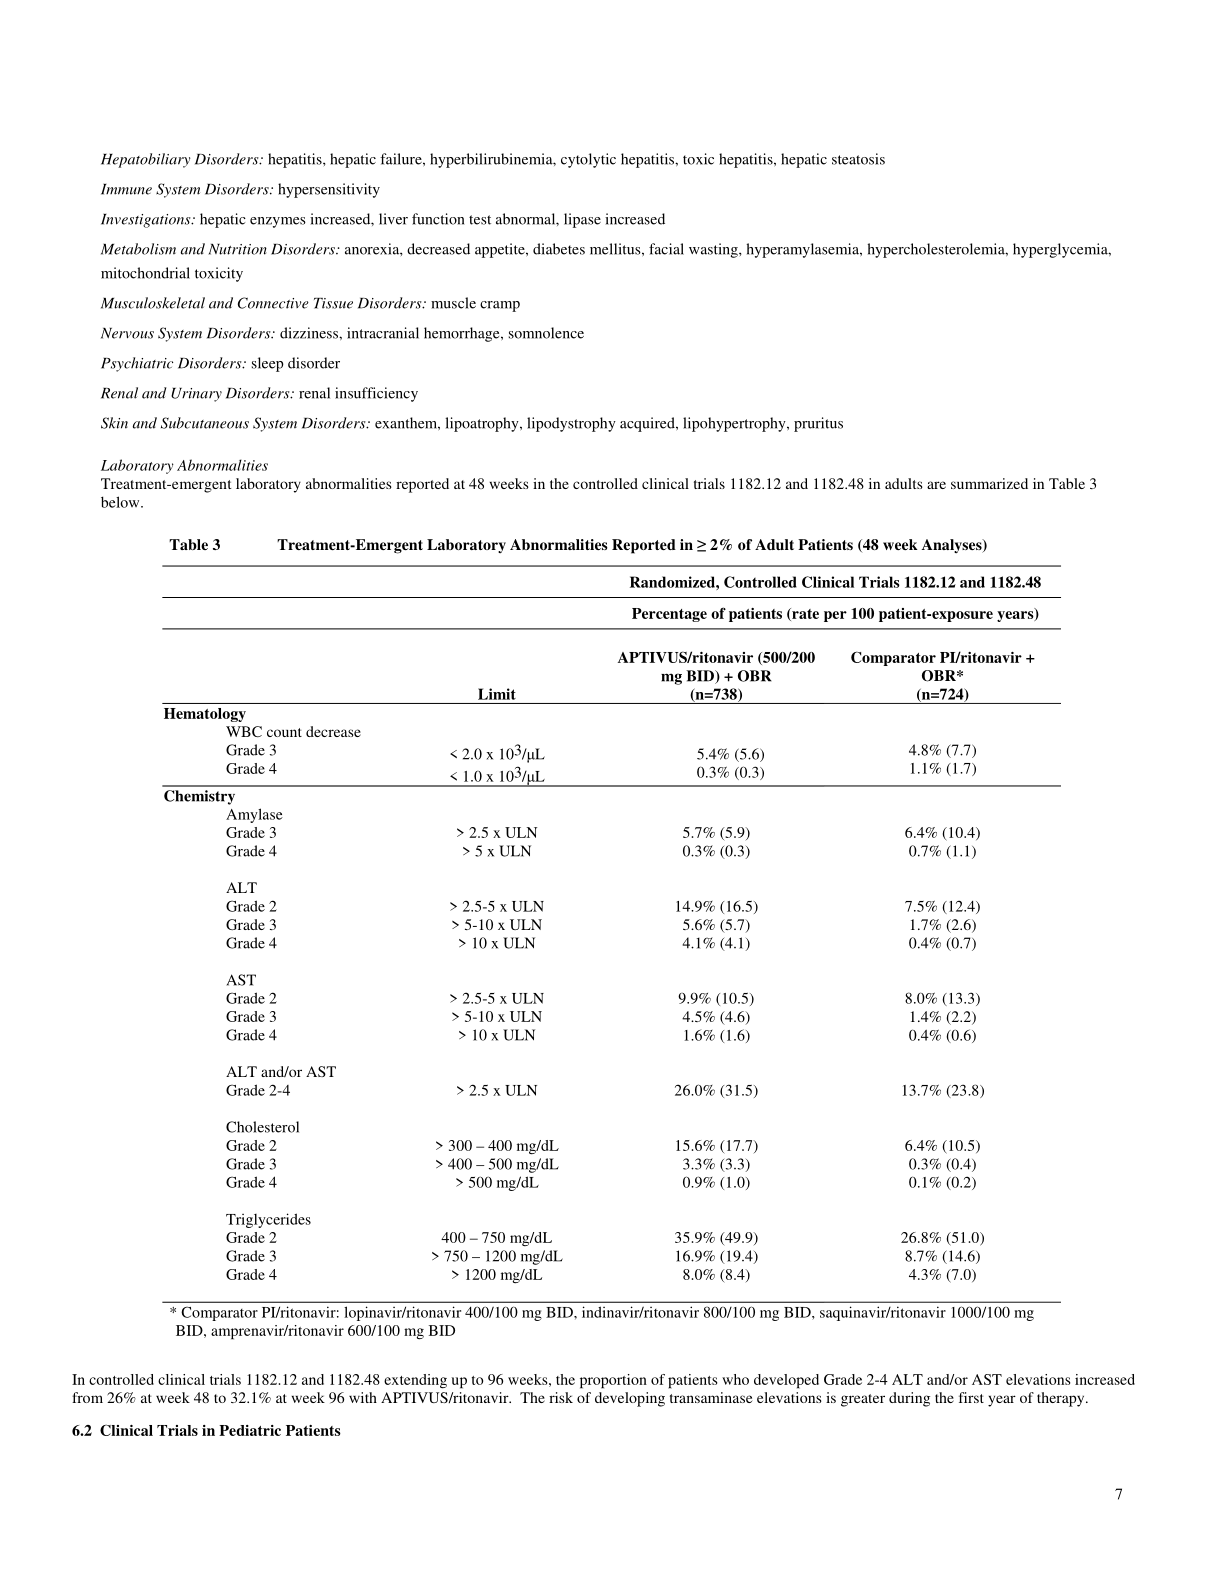 Hepatobiliary Disorders: hepatitis, hepatic failure, hyperbilirubinemia, cytolytic hepatitis, toxic hepatitis, hepatic steatosis
Immune System Disorders: hypersensitivity
Investigations: hepatic enzymes increased, liver function test abnormal, lipase increased
Metabolism and Nutrition Disorders: anorexia, decreased appetite, diabetes mellitus, facial wasting, hyperamylasemia, hypercholesterolemia, hyperglycemia,
mitochondrial toxicity
Musculoskeletal and Connective Tissue Disorders: muscle cramp
Nervous System Disorders: dizziness, intracranial hemorrhage, somnolence
Psychiatric Disorders: sleep disorder
Renal and Urinary Disorders: renal insufficiency
Skin and Subcutaneous System Disorders: exanthem, lipoatrophy, lipodystrophy acquired, lipohypertrophy, pruritus
Laboratory Abnormalities
Treatment-emergent laboratory abnormalities reported at 48 weeks in the controlled clinical trials 1182.12 and 1182.48 in adults are summarized in Table 3
below.
Table 3 Treatment-Emergent Laboratory Abnormalities Reported in ≥ 2% of Adult Patients (48 week Analyses)
Randomized, Controlled Clinical Trials 1182.12 and 1182.48
Percentage of patients (rate per 100 patient-exposure years)
APTIVUS/ritonavir (500/200 Comparator PI/ritonavir +
mg BID) + OBR OBR*
Limit (n=738) (n=724)
Hematology
WBC count decrease
Grade 3 < 2.0 x 10³/μL 5.4% (5.6) 4.8% (7.7)
Grade 4 < 1.0 x 10³/μL 0.3% (0.3) 1.1% (1.7)
Chemistry
Amylase
Grade 3 > 2.5 x ULN 5.7% (5.9) 6.4% (10.4)
Grade 4 > 5 x ULN 0.3% (0.3) 0.7% (1.1)
ALT
Grade 2 > 2.5-5 x ULN 14.9% (16.5) 7.5% (12.4)
Grade 3 > 5-10 x ULN 5.6% (5.7) 1.7% (2.6)
Grade 4 > 10 x ULN 4.1% (4.1) 0.4% (0.7)
AST
Grade 2 > 2.5-5 x ULN 9.9% (10.5) 8.0% (13.3)
Grade 3 > 5-10 x ULN 4.5% (4.6) 1.4% (2.2)
Grade 4 > 10 x ULN 1.6% (1.6) 0.4% (0.6)
ALT and/or AST
Grade 2-4 > 2.5 x ULN 26.0% (31.5) 13.7% (23.8)
Cholesterol
Grade 2 > 300 – 400 mg/dL 15.6% (17.7) 6.4% (10.5)
Grade 3 > 400 – 500 mg/dL 3.3% (3.3) 0.3% (0.4)
Grade 4 > 500 mg/dL 0.9% (1.0) 0.1% (0.2)
Triglycerides
Grade 2 400 – 750 mg/dL 35.9% (49.9) 26.8% (51.0)
Grade 3 > 750 – 1200 mg/dL 16.9% (19.4) 8.7% (14.6)
Grade 4 > 1200 mg/dL 8.0% (8.4) 4.3% (7.0)
* Comparator PI/ritonavir: lopinavir/ritonavir 400/100 mg BID, indinavir/ritonavir 800/100 mg BID, saquinavir/ritonavir 1000/100 mg
BID, amprenavir/ritonavir 600/100 mg BID
In controlled clinical trials 1182.12 and 1182.48 extending up to 96 weeks, the proportion of patients who developed Grade 2-4 ALT and/or AST elevations increased
from 26% at week 48 to 32.1% at week 96 with APTIVUS/ritonavir. The risk of developing transaminase elevations is greater during the first year of therapy.
6.2 Clinical Trials in Pediatric Patients
7